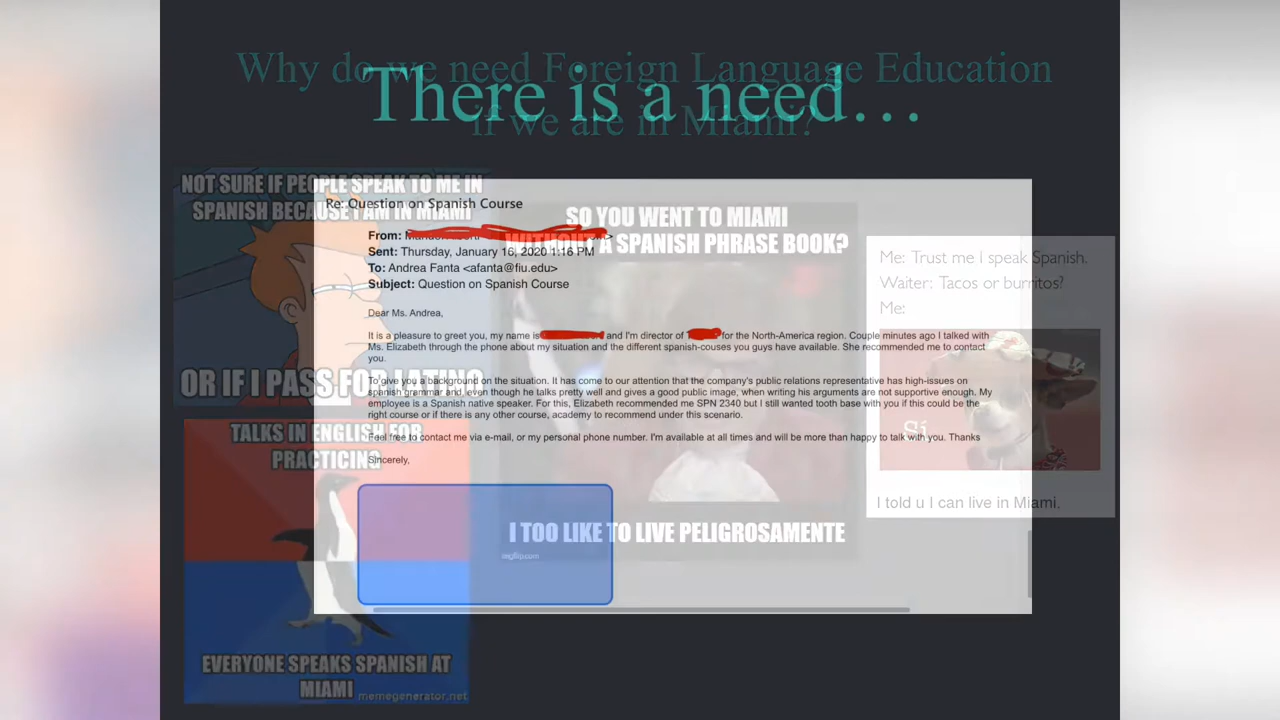 Why do we need Foreign Language Education
if we are in Miami?
There is a need…
NOT SURE IF PEOPLE SPEAK TO ME IN
SPANISH BECAUSE I AM IN MIAMI
OR IF I PASS FOR LATINO
TALKS IN ENGLISH FOR
PRACTICING
EVERYONE SPEAKS SPANISH AT
MIAMI
memegenerator.net
Re: Question on Spanish Course
From:
Sent: Thursday, January 16, 2020 1:16 PM
To: Andrea Fanta <afanta@fiu.edu>
Subject: Question on Spanish Course
Dear Ms. Andrea,
It is a pleasure to greet you, my name is and I'm director of for the North-America region. Couple minutes ago I talked with
Ms. Elizabeth through the phone about my situation and the different spanish-couses you guys have available. She recommended me to contact
you.
To give you a background on the situation. It has come to our attention that the company's public relations representative has high-issues on
spanish grammar and, even though he talks pretty well and gives a good public image, when writing his arguments are not supportive enough. My
employee is a Spanish native speaker. For this, Elizabeth recommended me SPN 2340 but I still wanted tooth base with you if this could be the
right course or if there is any other course, academy to recommend under this scenario.
Feel free to contact me via e-mail, or my personal phone number. I'm available at all times and will be more than happy to talk with you. Thanks
Sincerely,
SO YOU WENT TO MIAMI
WITHOUT A SPANISH PHRASE BOOK?
I TOO LIKE TO LIVE PELIGROSAMENTE
imgflip.com
Me: Trust me I speak Spanish.
Waiter: Tacos or burritos?
Me:
Sí
I told u I can live in Miami.